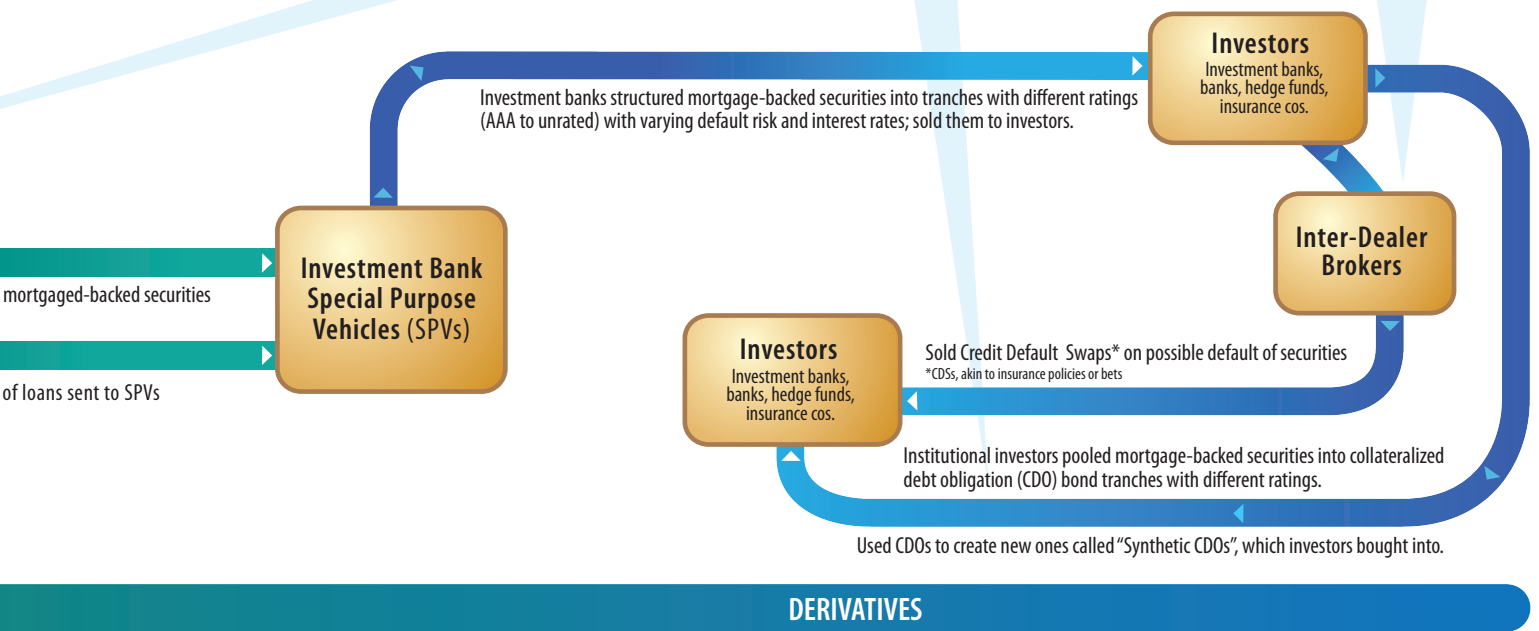 Investors
Investment banks,
banks, hedge funds,
insurance cos.
Investment banks structured mortgage-backed securities into tranches with different ratings
(AAA to unrated) with varying default risk and interest rates; sold them to investors.
Inter-Dealer
Brokers
Investment Bank
Special Purpose
Vehicles (SPVs)
mortgaged-backed securities
of loans sent to SPVs
Investors
Investment banks,
banks, hedge funds,
insurance cos.
Sold Credit Default Swaps* on possible default of securities
*CDSs, akin to insurance policies or bets
Institutional investors pooled mortgage-backed securities into collateralized
debt obligation (CDO) bond tranches with different ratings.
Used CDOs to create new ones called “Synthetic CDOs”, which investors bought into.
DERIVATIVES